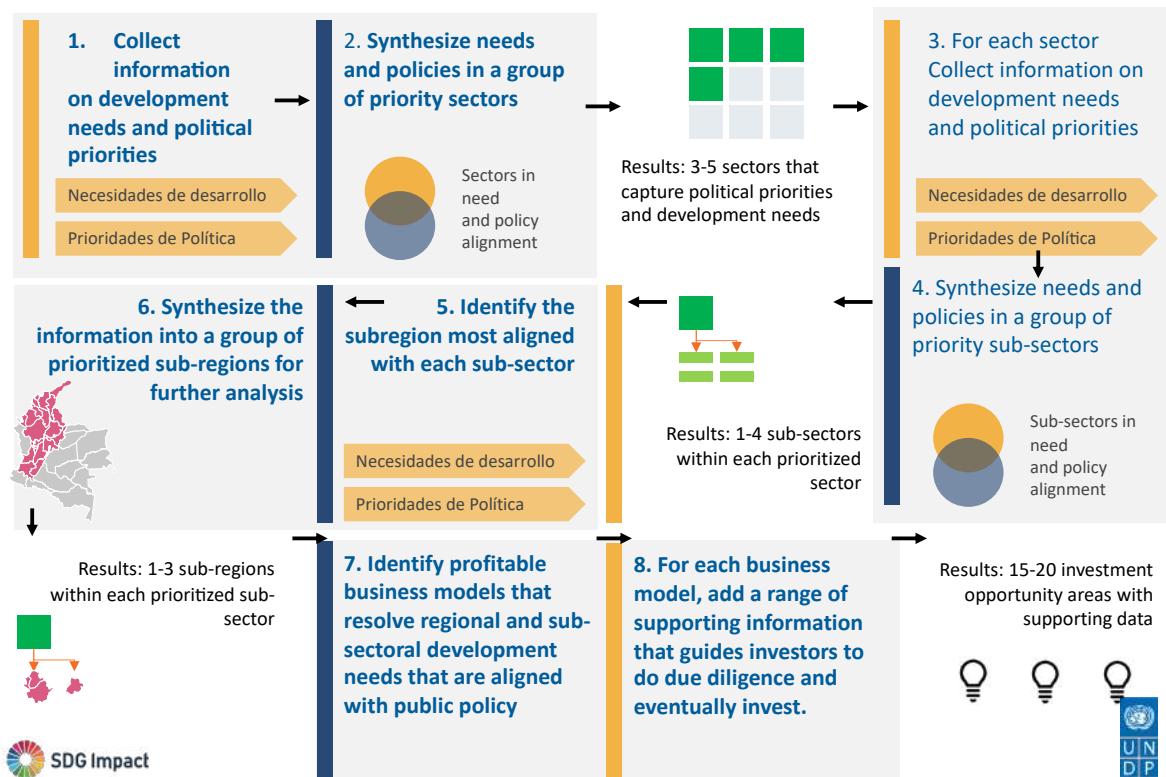 1. Collect
information
on development
needs and political
priorities
Necesidades de desarrollo
Prioridades de Política
2. Synthesize needs
and policies in a group
of priority sectors
Sectors in
need
and policy
alignment
Results: 3-5 sectors that
capture political priorities
and development needs
3. For each sector
Collect information on
development needs
and political priorities
Necesidades de desarrollo
Prioridades de Política
4. Synthesize needs and
policies in a group of
priority sub-sectors
Sub-sectors in
need
and policy
alignment
Results: 1-4 sub-sectors
within each prioritized
sector
5. Identify the
subregion most aligned
with each sub-sector
Necesidades de desarrollo
Prioridades de Política
6. Synthesize the
information into a group of
prioritized sub-regions for
further analysis
Results: 1-3 sub-regions
within each prioritized sub-
sector
7. Identify profitable
business models that
resolve regional and sub-
sectoral development
needs that are aligned
with public policy
8. For each business
model, add a range of
supporting information
that guides investors to
do due diligence and
eventually invest.
Results: 15-20 investment
opportunity areas with
supporting data
SDG Impact
U N
D P